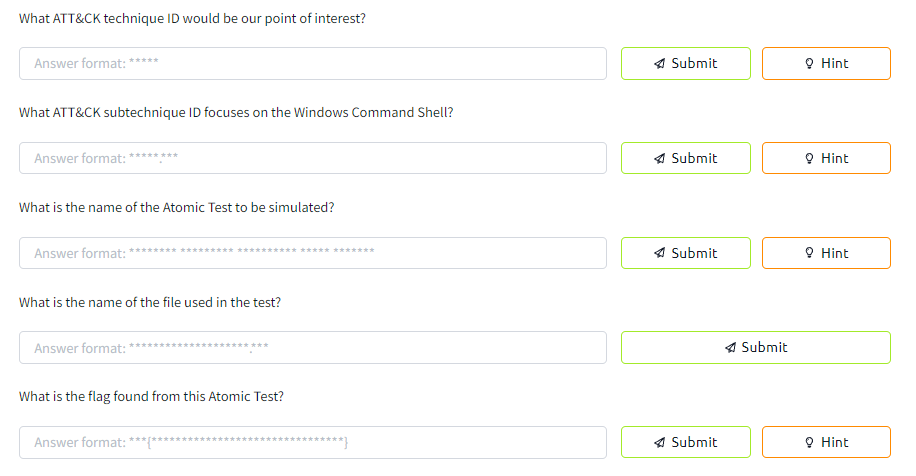 What ATT&CK technique ID would be our point of interest?
Answer format: *****
Submit
Hint
What ATT&CK subtechnique ID focuses on the Windows Command Shell?
Answer format: *****.***
Submit
Hint
What is the name of the Atomic Test to be simulated?
Answer format: ******** ********* ********** ***** *******
Submit
Hint
What is the name of the file used in the test?
Answer format: ********************.***
Submit
What is the flag found from this Atomic Test?
Answer format: ***{********************************}
Submit
Hint